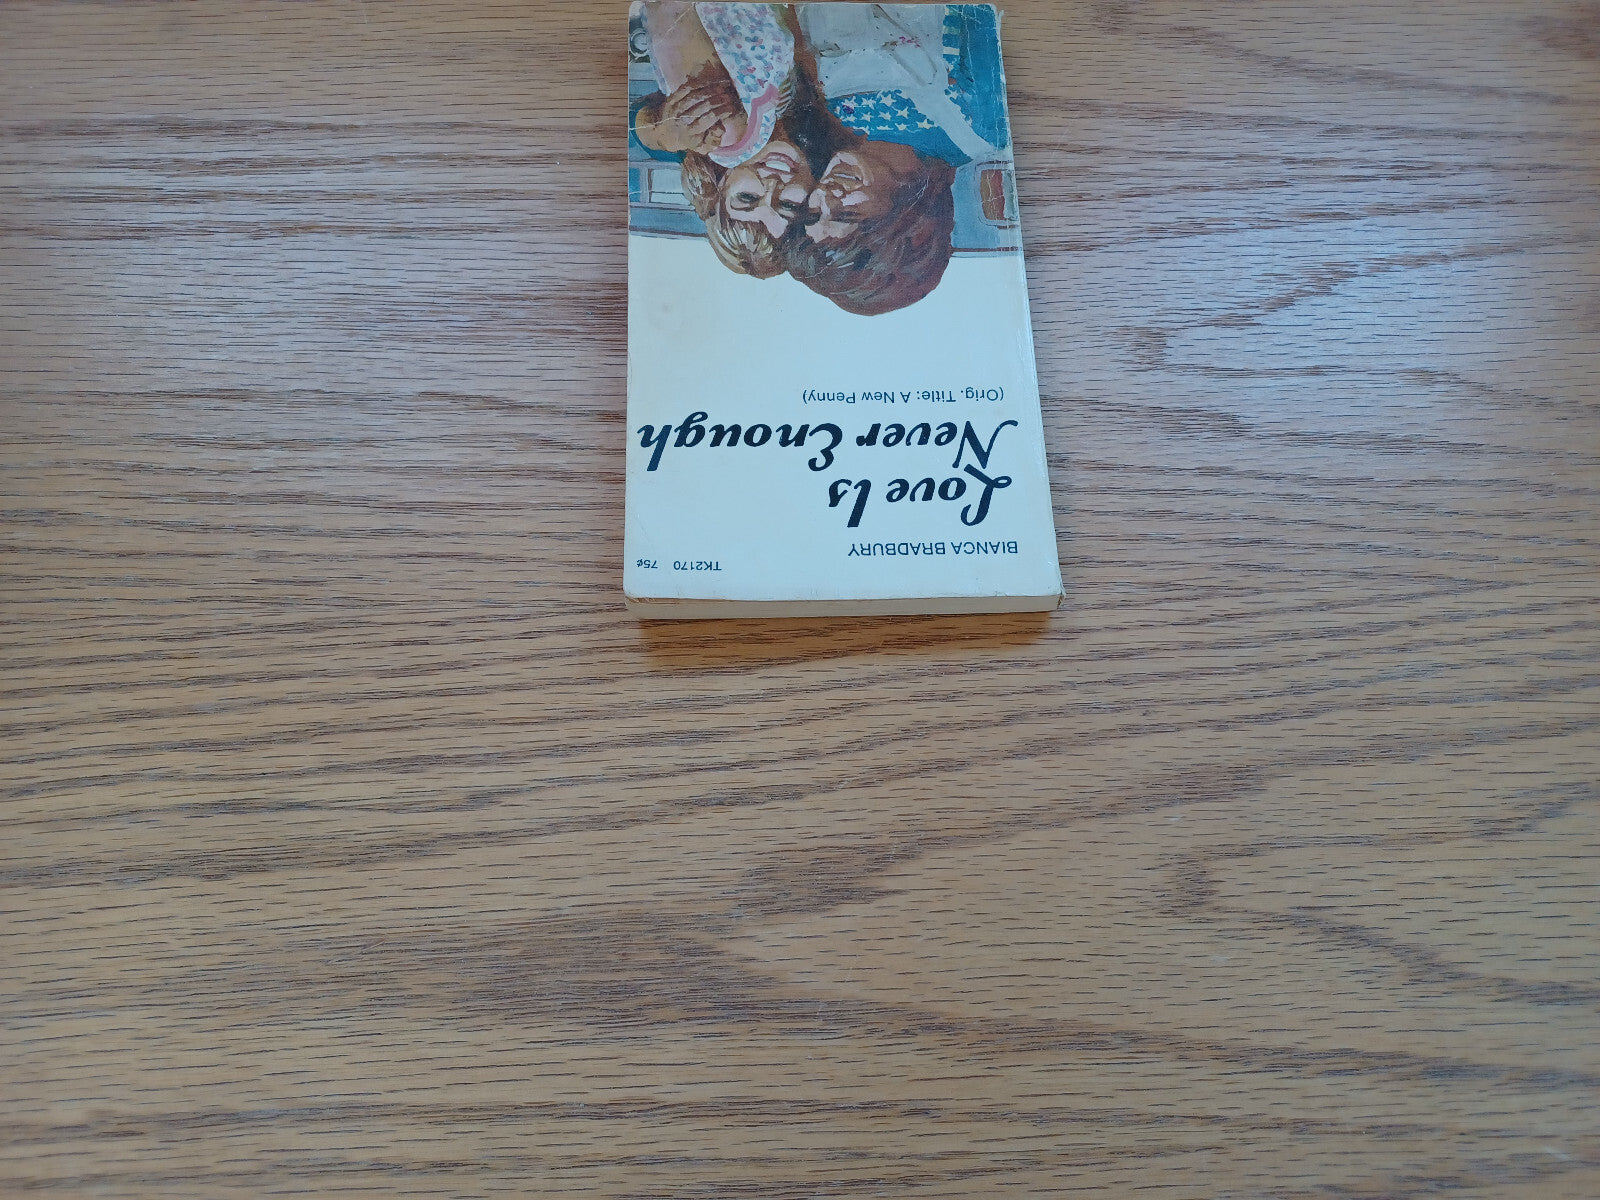 TK2170 75¢
BIANCA BRADBURY
Love Is
Never Enough
(Orig. Title: A New Penny)